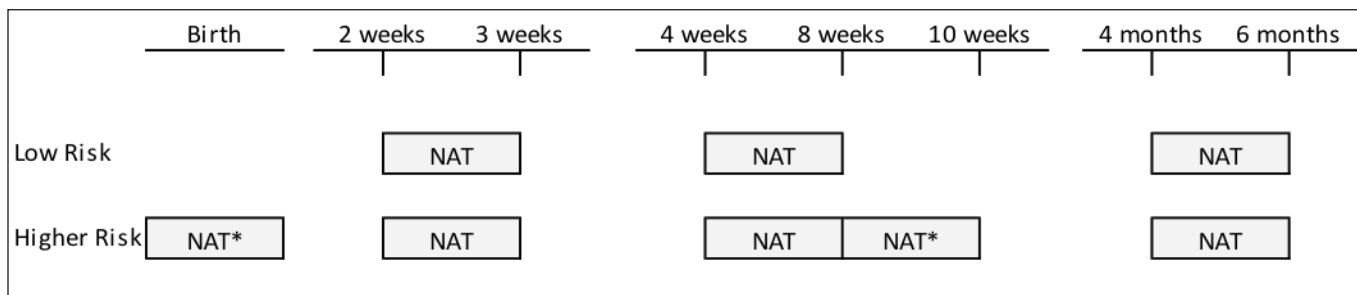 Birth 2 weeks 3 weeks 4 weeks 8 weeks 10 weeks 4 months 6 months
Low Risk NAT NAT NAT
Higher Risk NAT* NAT NAT NAT* NAT